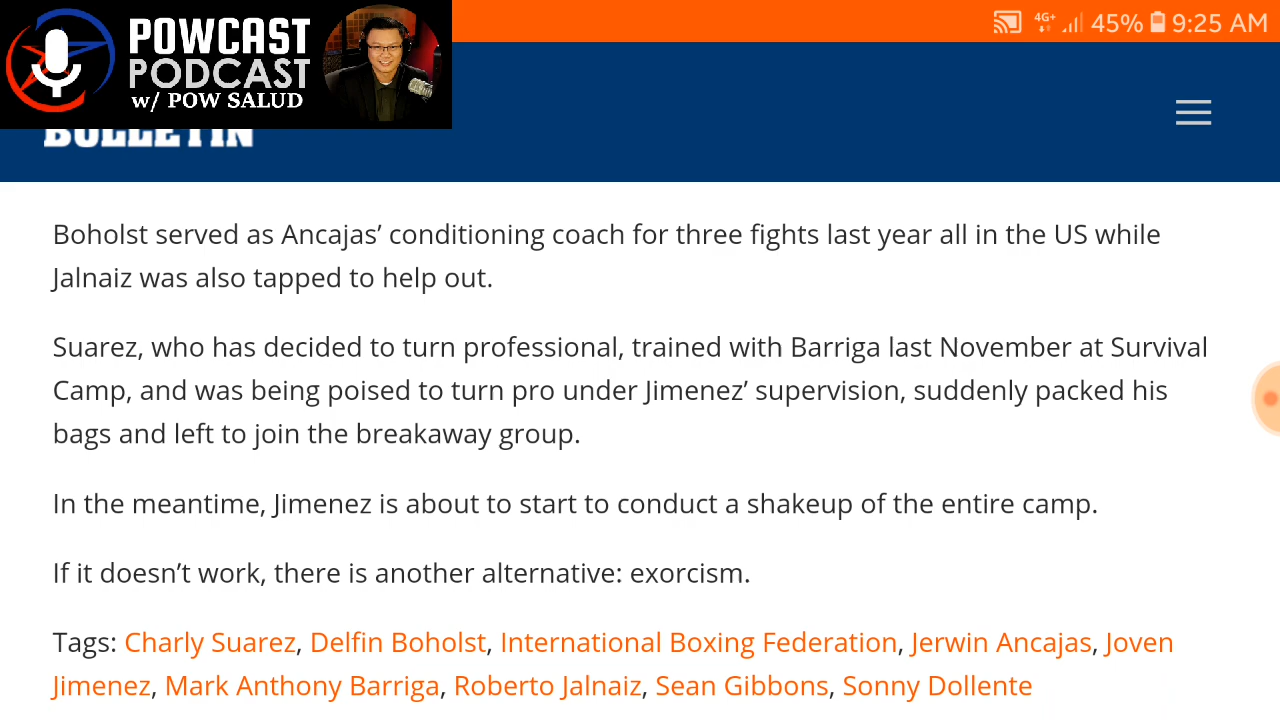 POWCAST
PODCAST
w/ POW SALUD
4G+ 45% 9:25 AM
BULLETIN
Boholst served as Ancajas’ conditioning coach for three fights last year all in the US while
Jalnaiz was also tapped to help out.
Suarez, who has decided to turn professional, trained with Barriga last November at Survival
Camp, and was being poised to turn pro under Jimenez’ supervision, suddenly packed his
bags and left to join the breakaway group.
In the meantime, Jimenez is about to start to conduct a shakeup of the entire camp.
If it doesn’t work, there is another alternative: exorcism.
Tags: Charly Suarez, Delfin Boholst, International Boxing Federation, Jerwin Ancajas, Joven
Jimenez, Mark Anthony Barriga, Roberto Jalnaiz, Sean Gibbons, Sonny Dollente